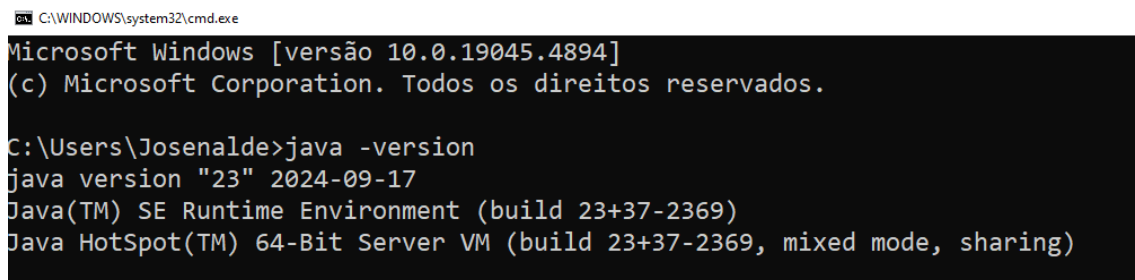 C:\WINDOWS\system32\cmd.exe
Microsoft Windows [versão 10.0.19045.4894]
(c) Microsoft Corporation. Todos os direitos reservados.
C:\Users\Josenalde>java -version
java version "23" 2024-09-17
Java(TM) SE Runtime Environment (build 23+37-2369)
Java HotSpot(TM) 64-Bit Server VM (build 23+37-2369, mixed mode, sharing)